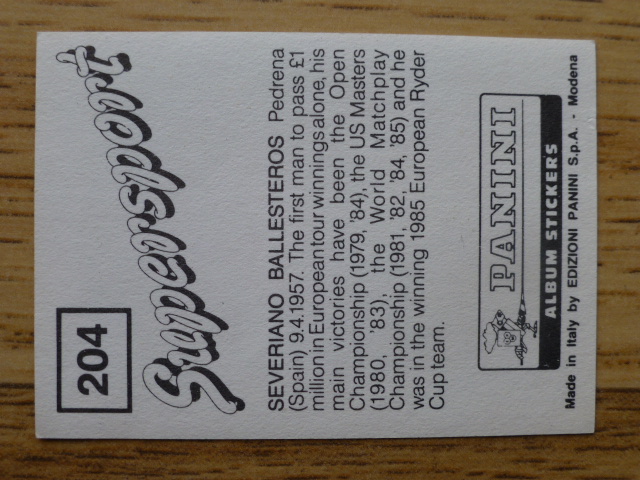 204
Supersport
SEVERIANO BALLESTEROS Pedrena
(Spain) 9.4.1957. The first man to pass £1
million in European tour winnings alone, his
main victories have been the Open
Championship (1979, '84), the US Masters
(1980, '83), the World Matchplay
Championship (1981, '82, '84, '85) and he
was in the winning 1985 European Ryder
Cup team.
PANINI
ALBUM STICKERS
Made in Italy by EDIZIONI PANINI S.p.A. - Modena